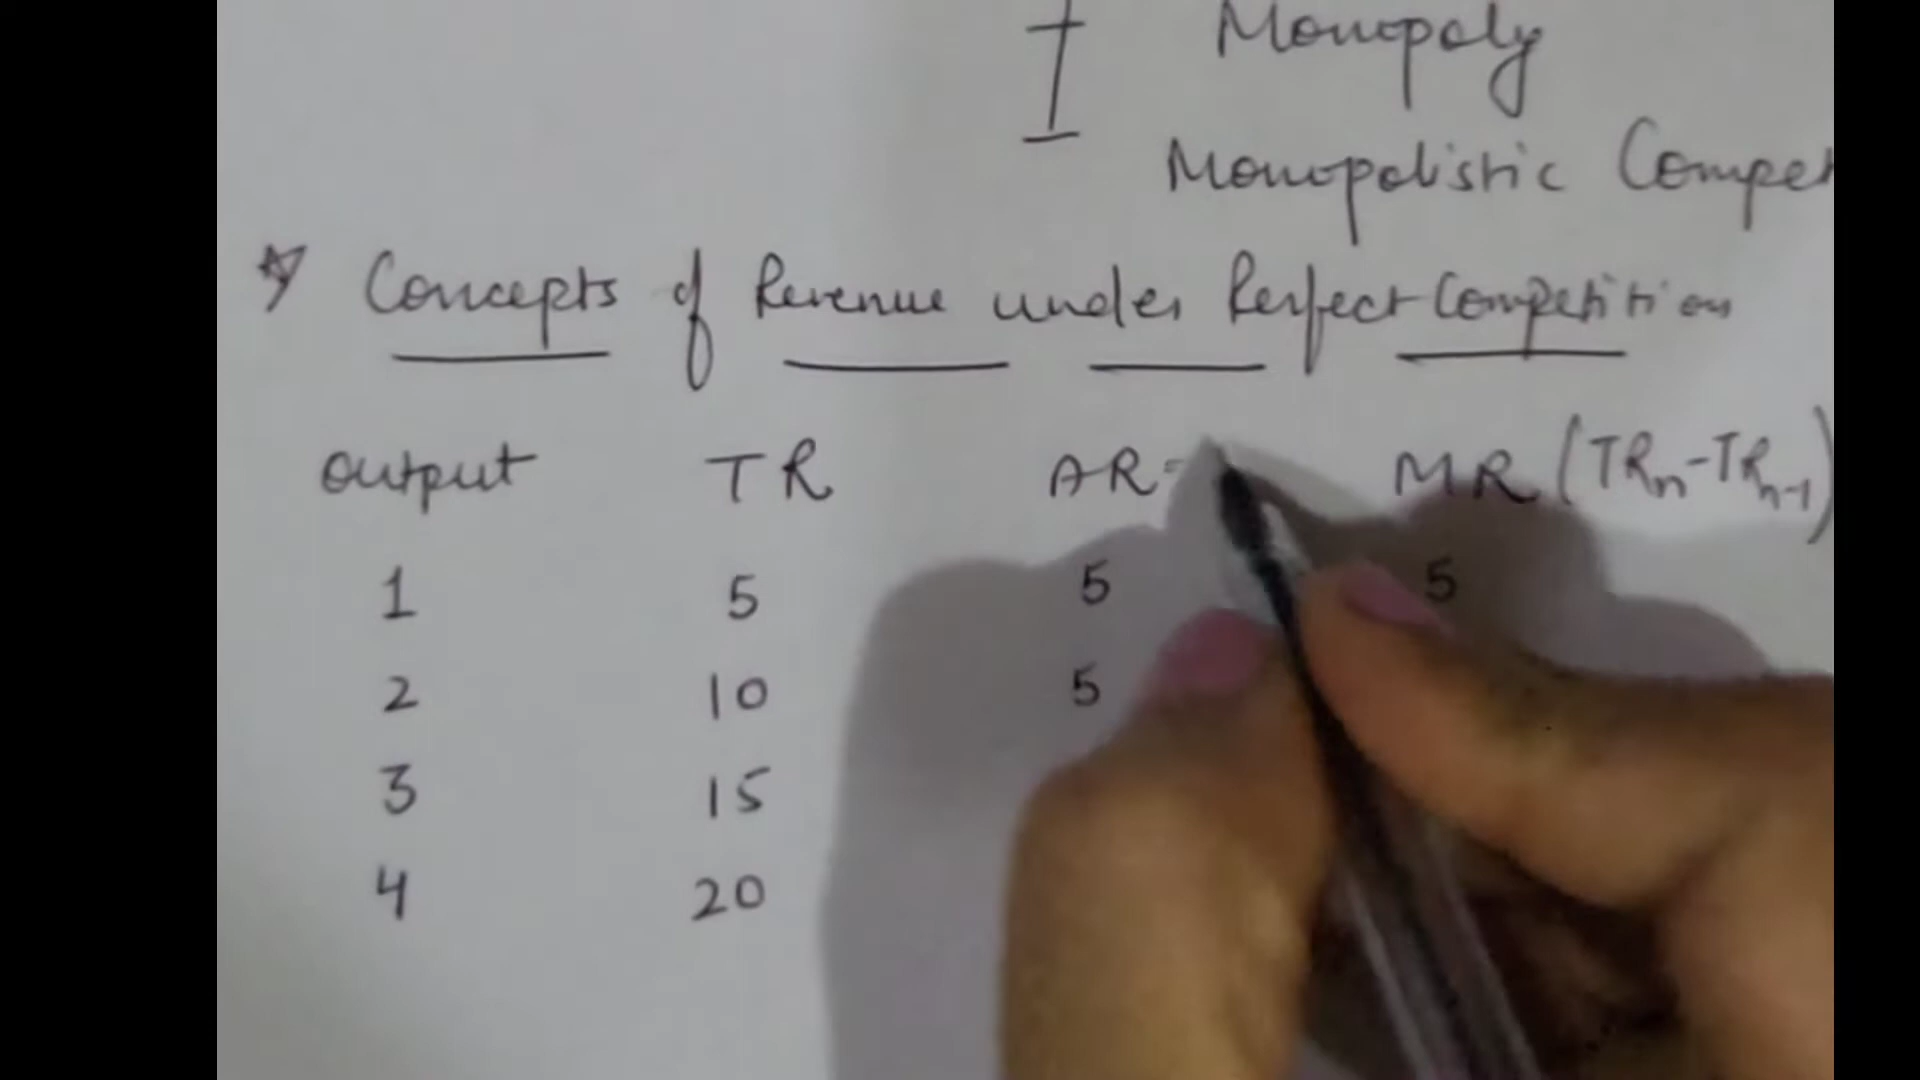 Monopoly
Monopolistic Compet
Concepts of Revenue under Perfect Competition
output TR AR = MR (TRn - TRn-1)
1 5 5 5
2 10 5
3 15
4 20